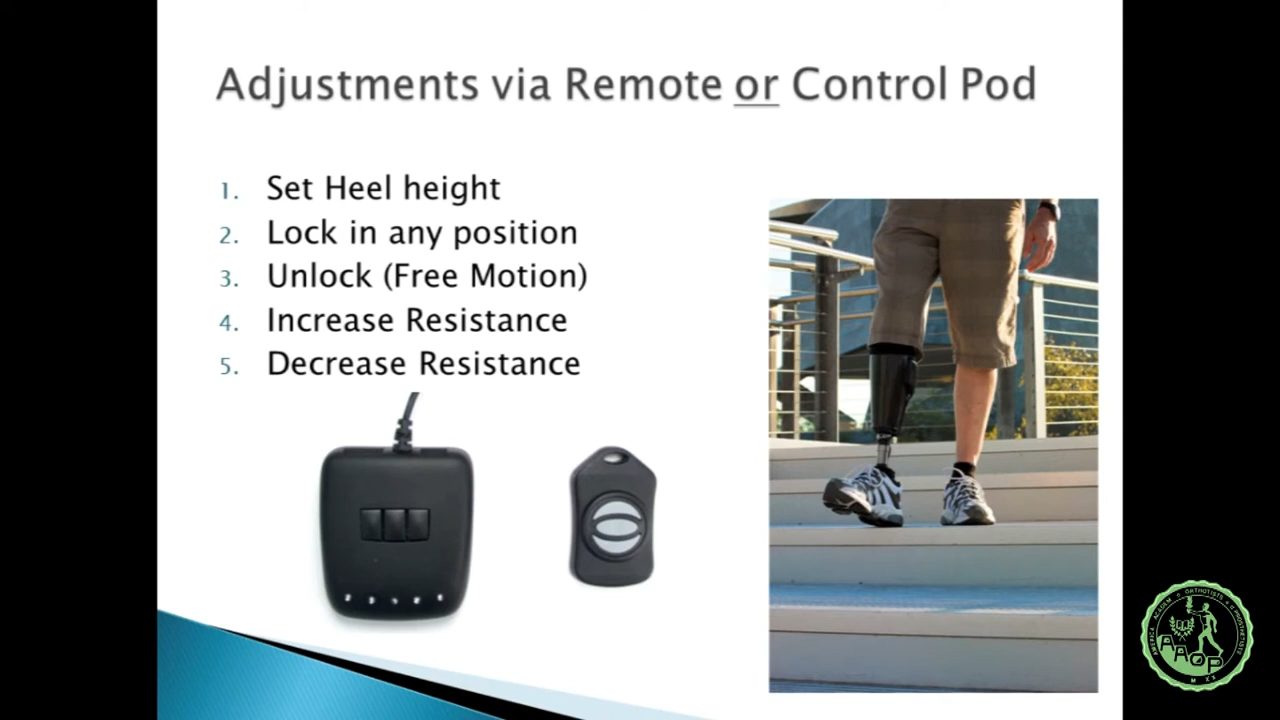 Adjustments via Remote or Control Pod
1. Set Heel height
2. Lock in any position
3. Unlock (Free Motion)
4. Increase Resistance
5. Decrease Resistance
AAOP